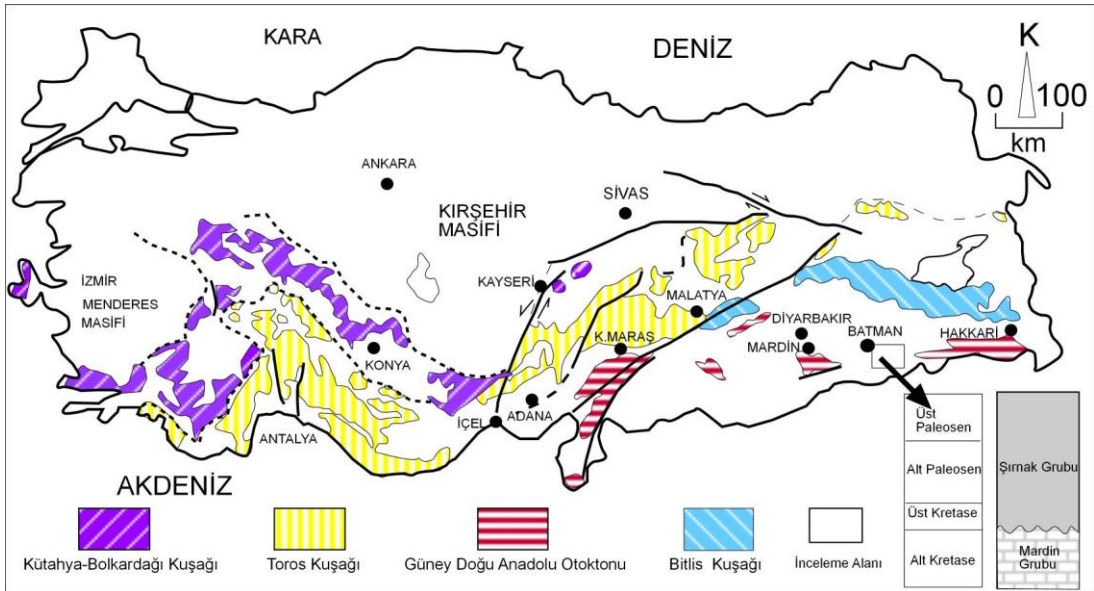 KARA
DENİZ
K
0 100
km
ANKARA
SİVAS
KIRŞEHİR
MASİFİ
KAYSERİ
İZMİR
MENDERES
MASİFİ
MALATYA
DİYARBAKIR
BATMAN
HAKKARİ
K.MARAŞ
MARDİN
KONYA
ADANA
İÇEL
ANTALYA
AKDENİZ
Üst
Paleosen
Alt Paleosen
Üst Kretase
Alt Kretase
Şırnak Grubu
Mardin
Grubu
Kütahya-Bolkardağı Kuşağı
Toros Kuşağı
Güney Doğu Anadolu Otoktonu
Bitlis Kuşağı
İnceleme Alanı